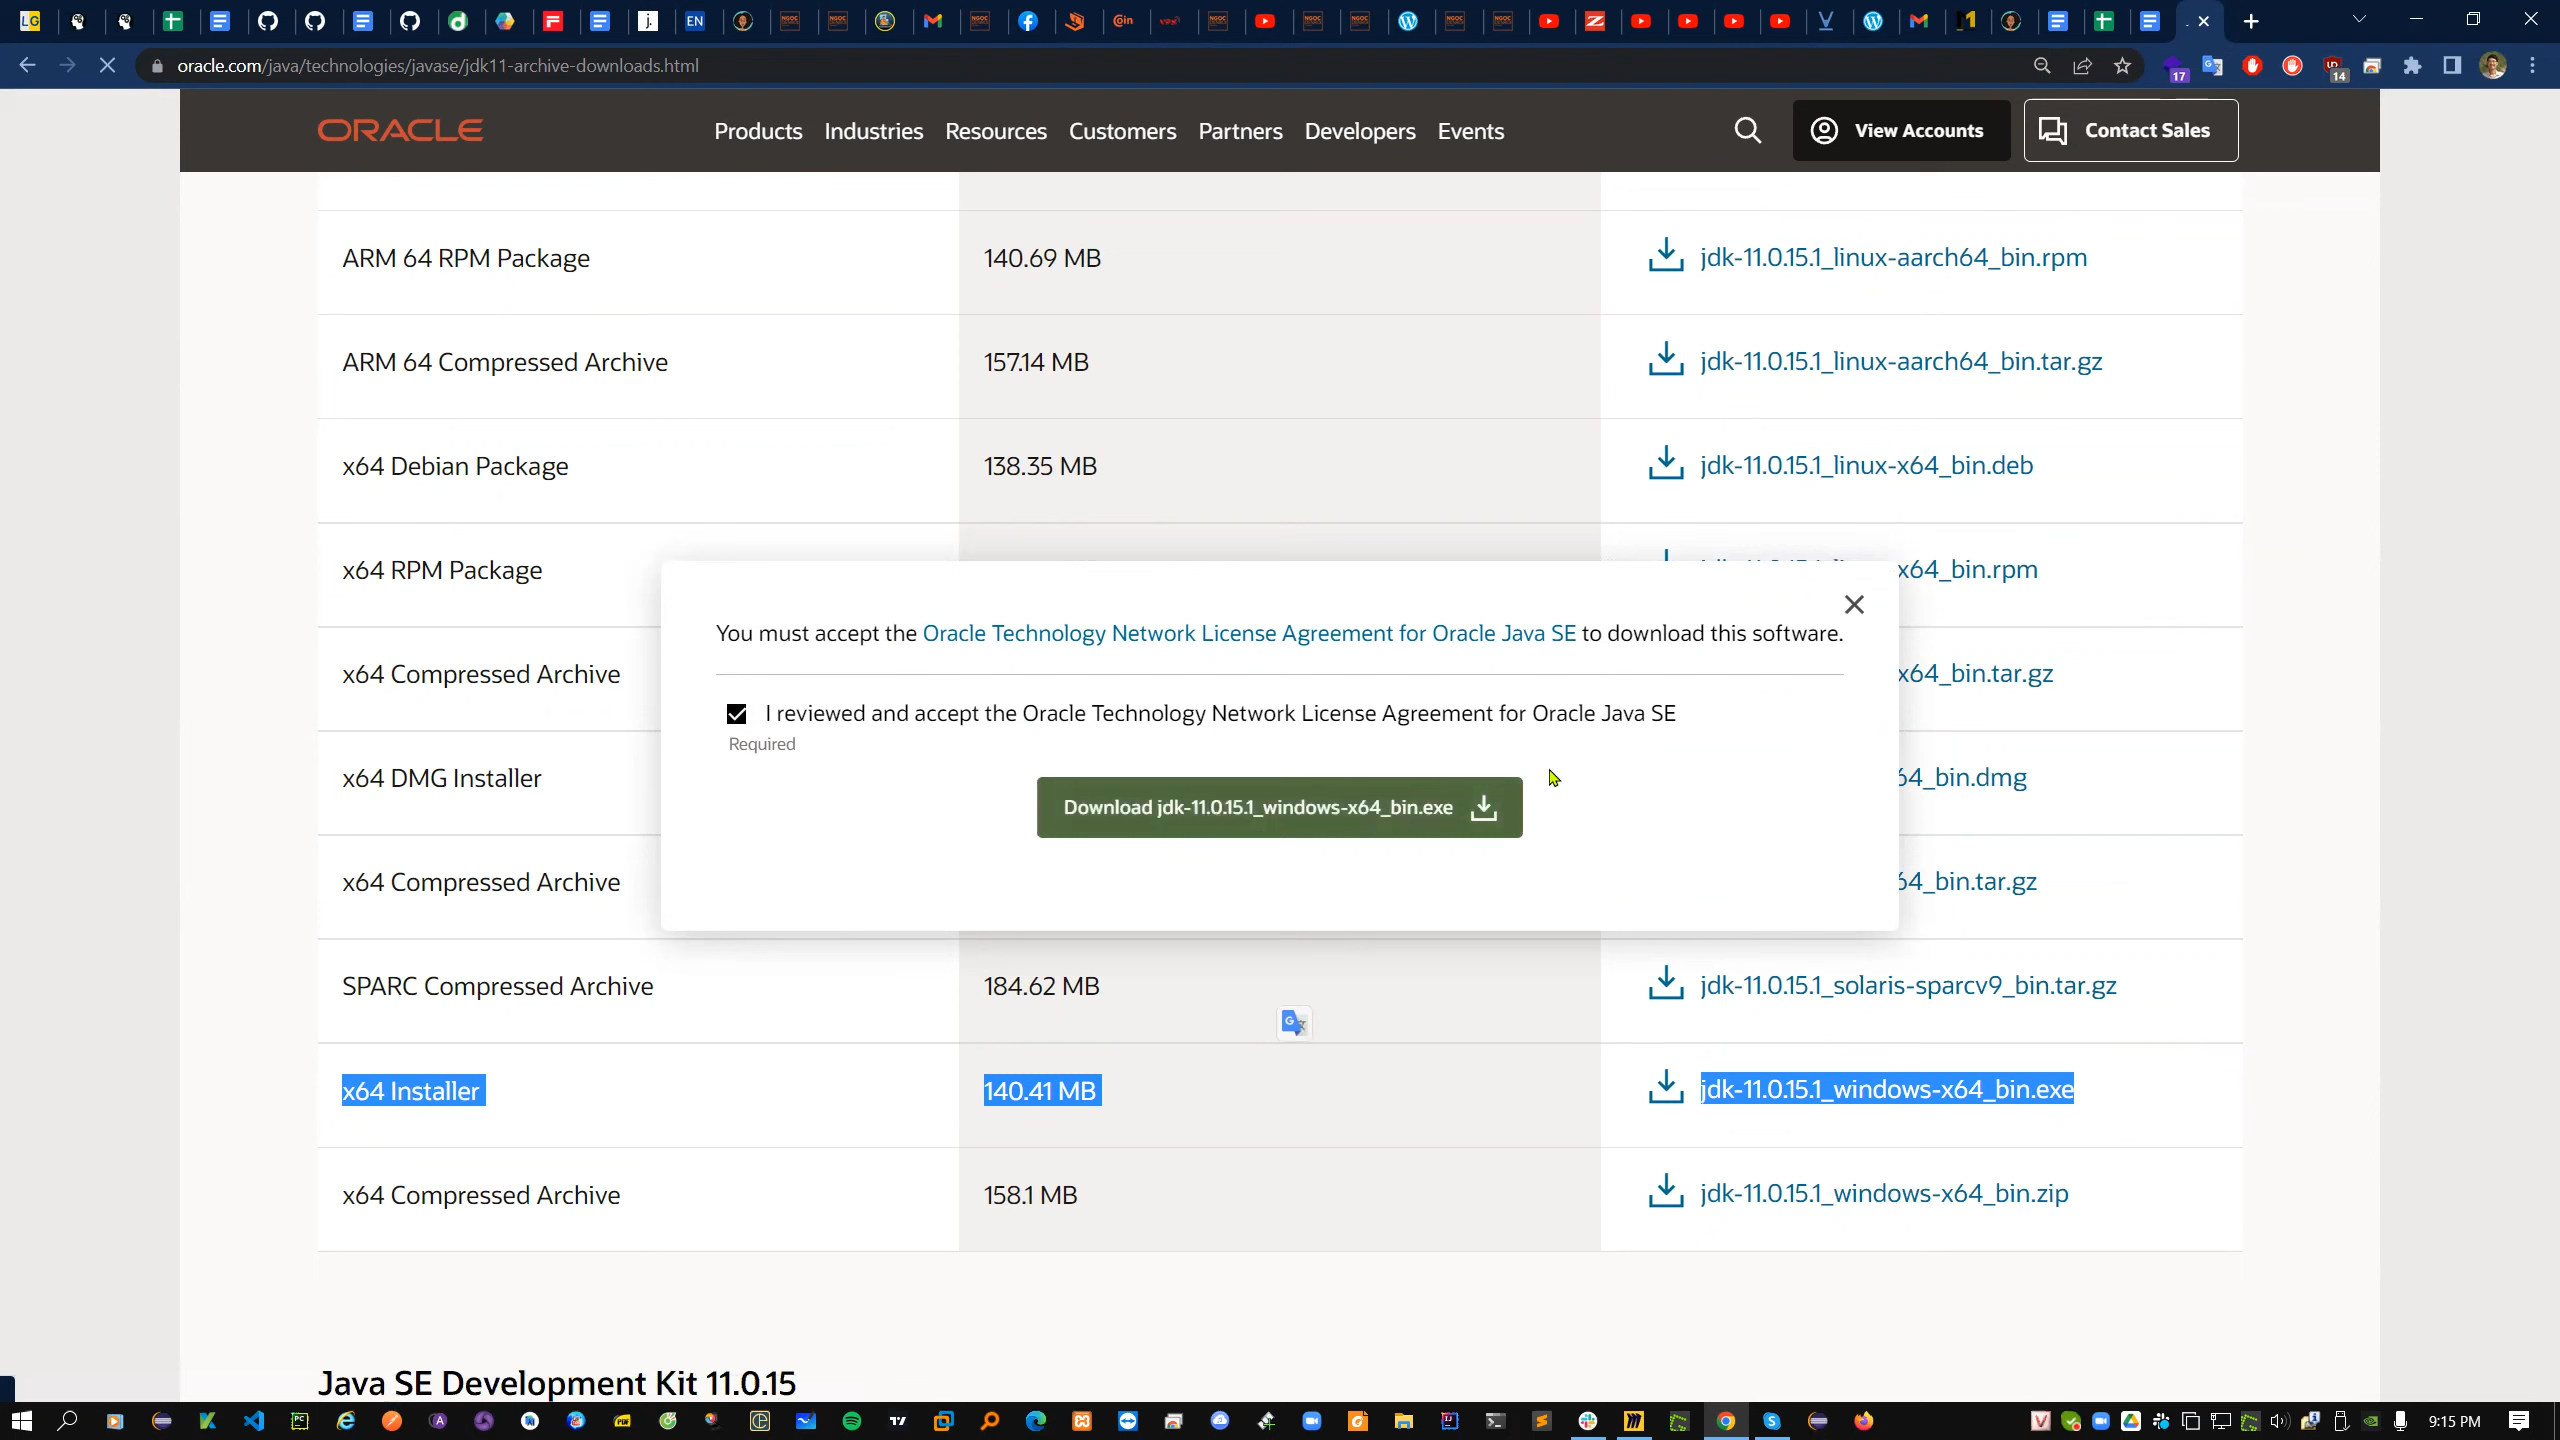 oracle.com/java/technologies/javase/jdk11-archive-downloads.html
17
14
ORACLE
Products Industries Resources Customers Partners Developers Events
View Accounts
Contact Sales
ARM 64 RPM Package 140.69 MB jdk-11.0.15.1_linux-aarch64_bin.rpm
ARM 64 Compressed Archive 157.14 MB jdk-11.0.15.1_linux-aarch64_bin.tar.gz
x64 Debian Package 138.35 MB jdk-11.0.15.1_linux-x64_bin.deb
x64 RPM Package x64_bin.rpm
You must accept the Oracle Technology Network License Agreement for Oracle Java SE to download this software.
x64 Compressed Archive x64_bin.tar.gz
I reviewed and accept the Oracle Technology Network License Agreement for Oracle Java SE
Required
x64 DMG Installer 64_bin.dmg
Download jdk-11.0.15.1_windows-x64_bin.exe
x64 Compressed Archive 64_bin.tar.gz
SPARC Compressed Archive 184.62 MB jdk-11.0.15.1_solaris-sparcv9_bin.tar.gz
x64 Installer 140.41 MB jdk-11.0.15.1_windows-x64_bin.exe
x64 Compressed Archive 158.1 MB jdk-11.0.15.1_windows-x64_bin.zip
Java SE Development Kit 11.0.15
9:15 PM